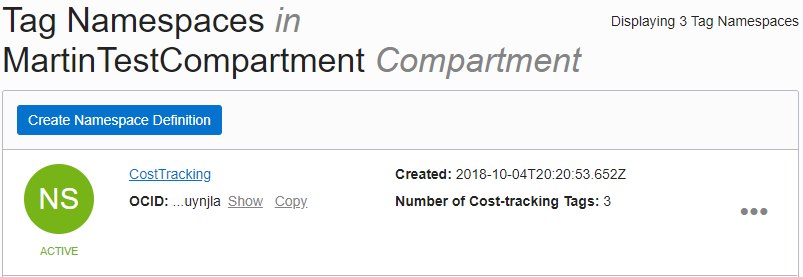 Tag Namespaces in
Displaying 3 Tag Namespaces
MartinTestCompartment Compartment
Create Namespace Definition
NS
CostTracking
Created: 2018-10-04T20:20:53.652Z
OCID: ...uynjla Show Copy
Number of Cost-tracking Tags: 3
ACTIVE